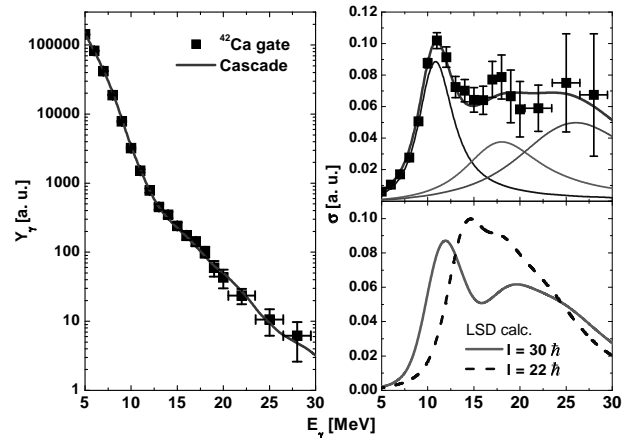 100000
10000
1000
100
10
1
Y_γ [a. u.]
⁴²Ca gate
Cascade
5 10 15 20 25 30
0.12
0.10
0.08
0.06
0.04
0.02
σ [a. u.]
0.10
0.08
0.06
0.04
0.02
0.00
LSD calc.
I = 30 ℏ
I = 22 ℏ
5 10 15 20 25 30
E_γ [MeV]